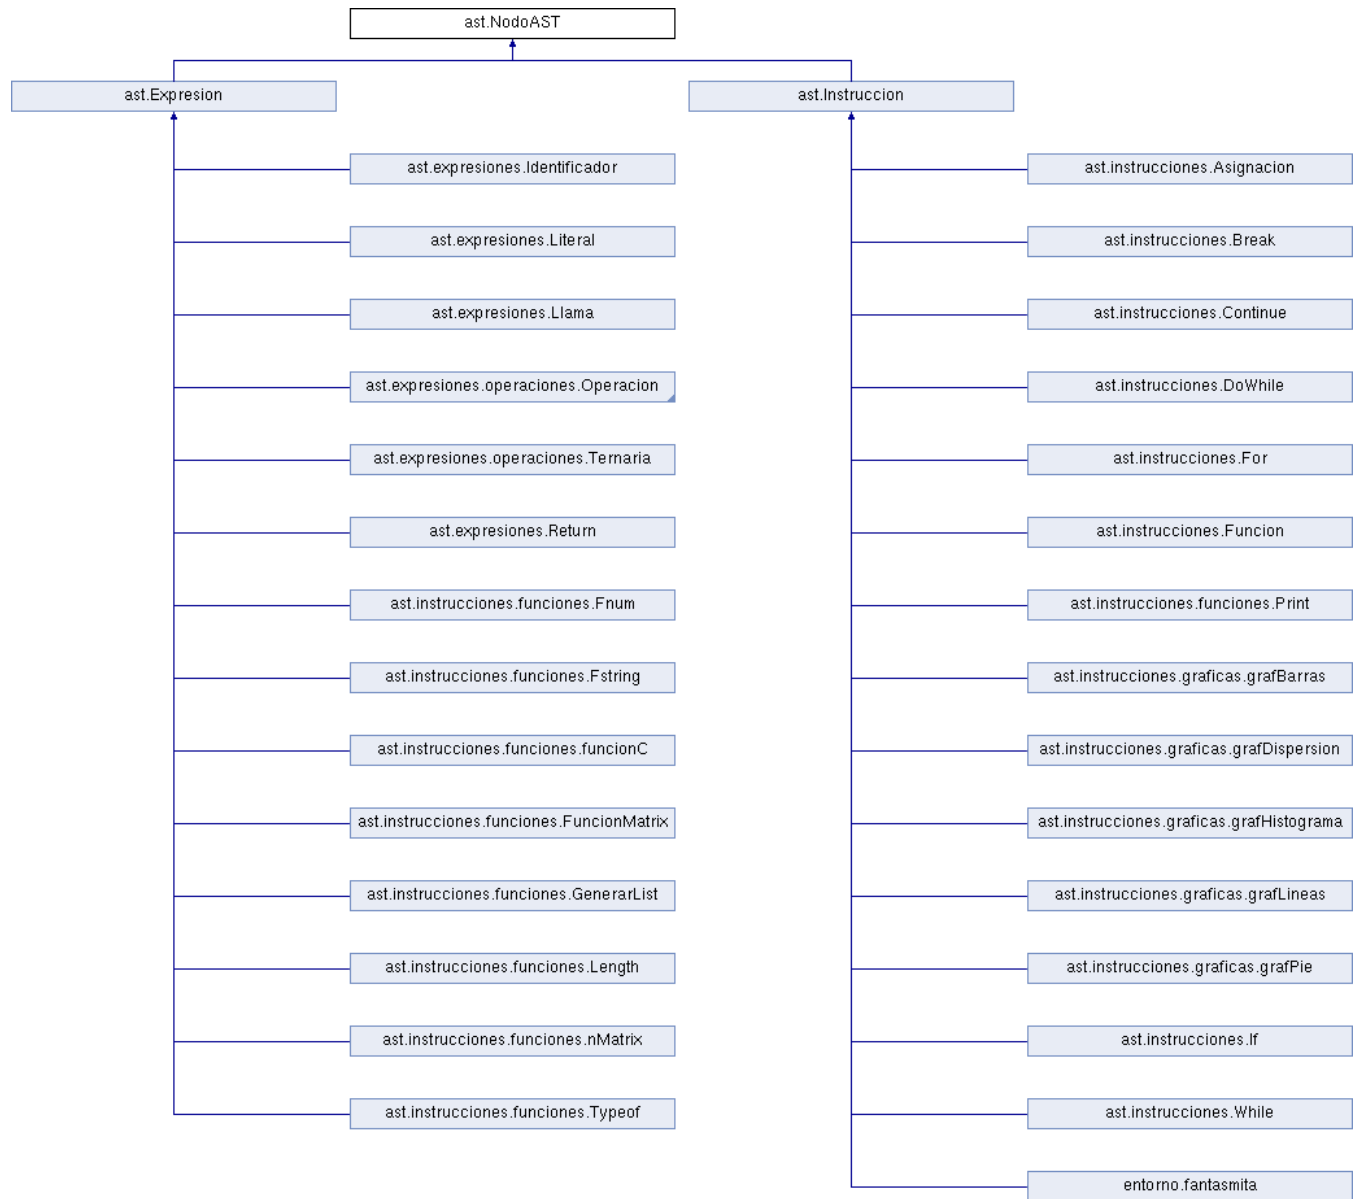 ast.NodoAST
ast.Expresion
ast.Instruccion
ast.expresiones.Identificador
ast.instrucciones.Asignacion
ast.expresiones.Literal
ast.instrucciones.Break
ast.expresiones.Llama
ast.instrucciones.Continue
ast.expresiones.operaciones.Operacion
ast.instrucciones.DoWhile
ast.expresiones.operaciones.Ternaria
ast.instrucciones.For
ast.expresiones.Return
ast.instrucciones.Funcion
ast.instrucciones.funciones.Fnum
ast.instrucciones.funciones.Print
ast.instrucciones.funciones.Fstring
ast.instrucciones.graficas.grafBarras
ast.instrucciones.funciones.funcionC
ast.instrucciones.graficas.grafDispersion
ast.instrucciones.funciones.FuncionMatrix
ast.instrucciones.graficas.grafHistograma
ast.instrucciones.funciones.GenerarList
ast.instrucciones.graficas.grafLineas
ast.instrucciones.funciones.Length
ast.instrucciones.graficas.grafPie
ast.instrucciones.funciones.nMatrix
ast.instrucciones.If
ast.instrucciones.funciones.Typeof
ast.instrucciones.While
entorno.fantasmita